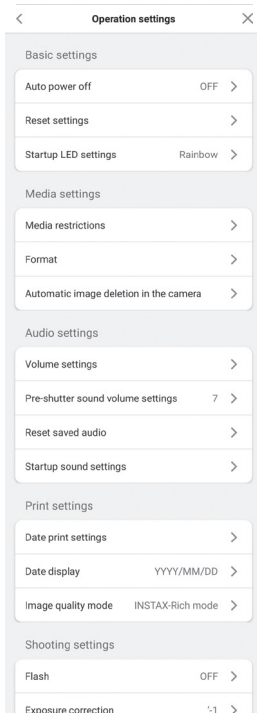 Operation settings
Basic settings
Auto power off OFF
Reset settings
Startup LED settings Rainbow
Media settings
Media restrictions
Format
Automatic image deletion in the camera
Audio settings
Volume settings
Pre-shutter sound volume settings 7
Reset saved audio
Startup sound settings
Print settings
Date print settings
Date display YYYY/MM/DD
Image quality mode INSTAX-Rich mode
Shooting settings
Flash OFF
Exposure correction '-1